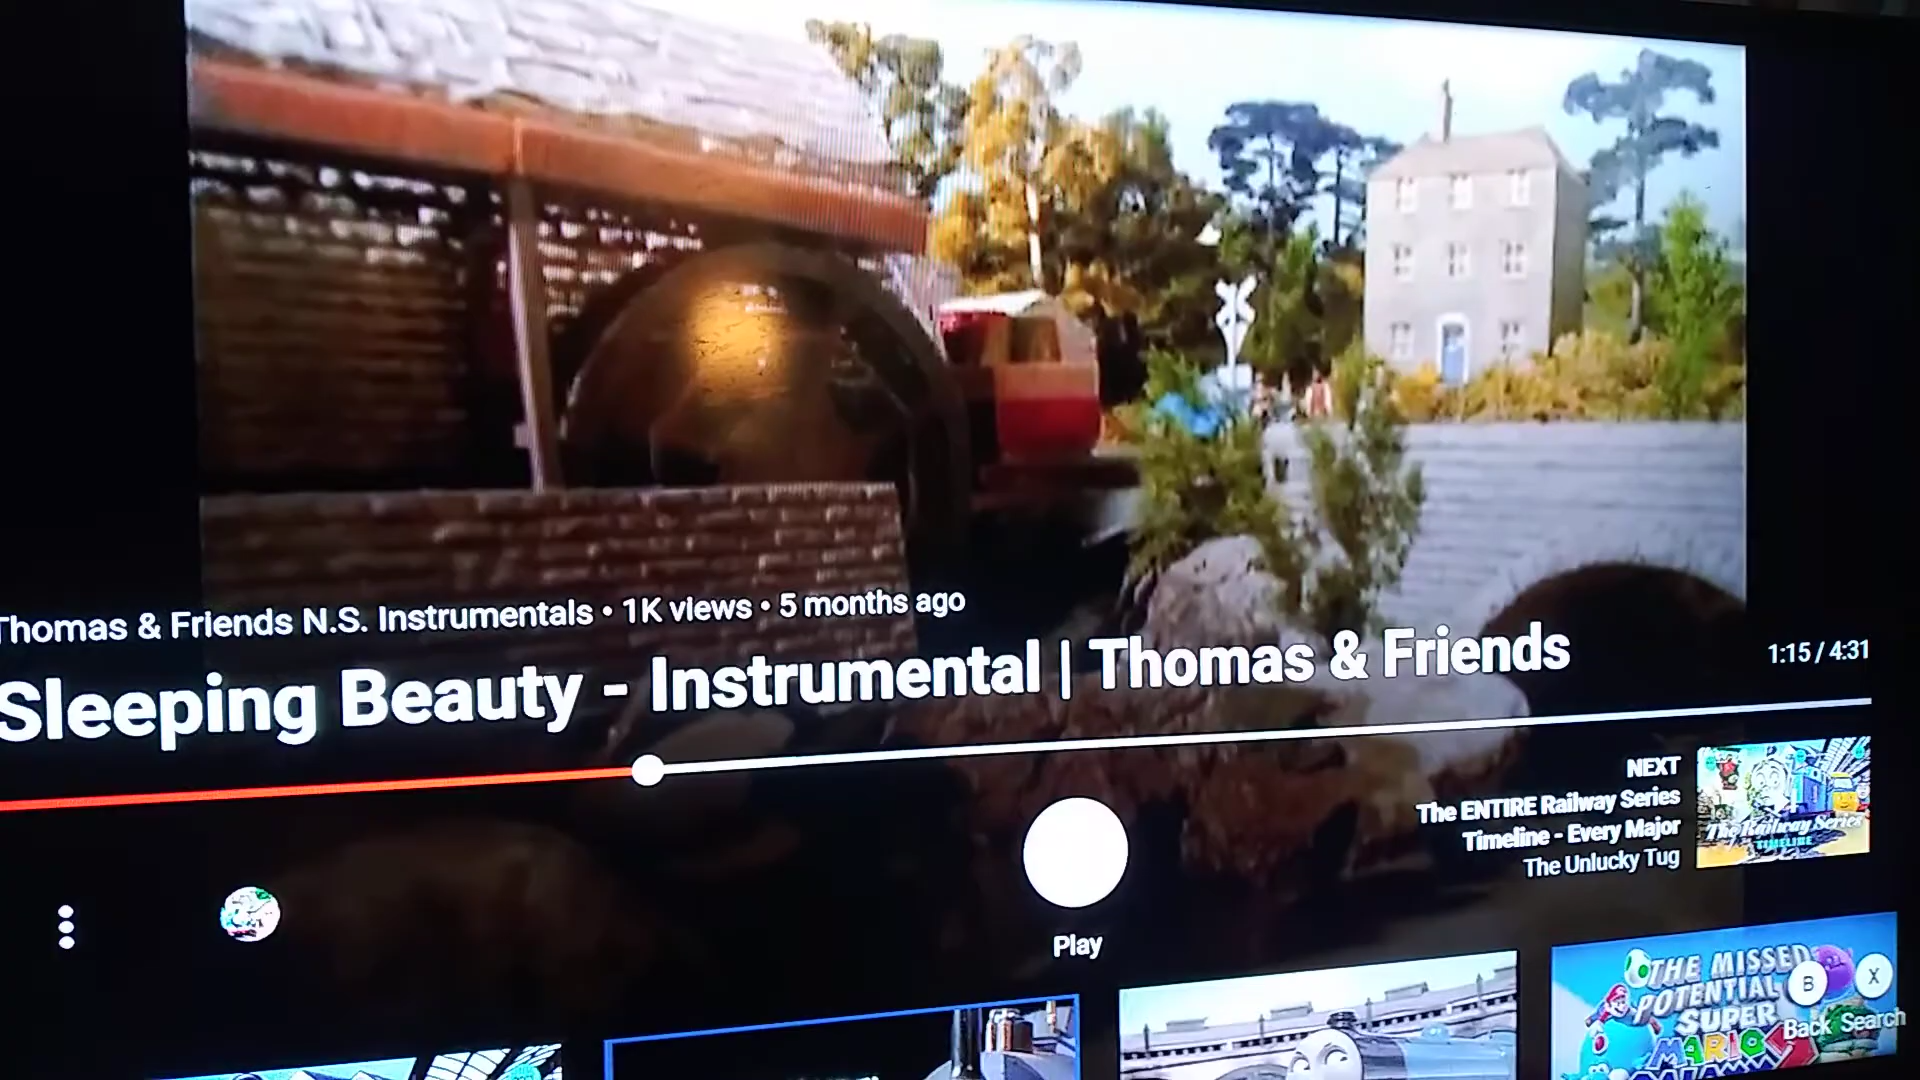 Thomas & Friends N.S. Instrumentals • 1K views • 5 months ago
Sleeping Beauty - Instrumental | Thomas & Friends
1:15 / 4:31
NEXT
The ENTIRE Railway Series
Timeline - Every Major
The Unlucky Tug
The Railway Series
TIMELINE
Play
THE MISSED
POTENTIAL
SUPER
MARIO
B
X
Back
Search